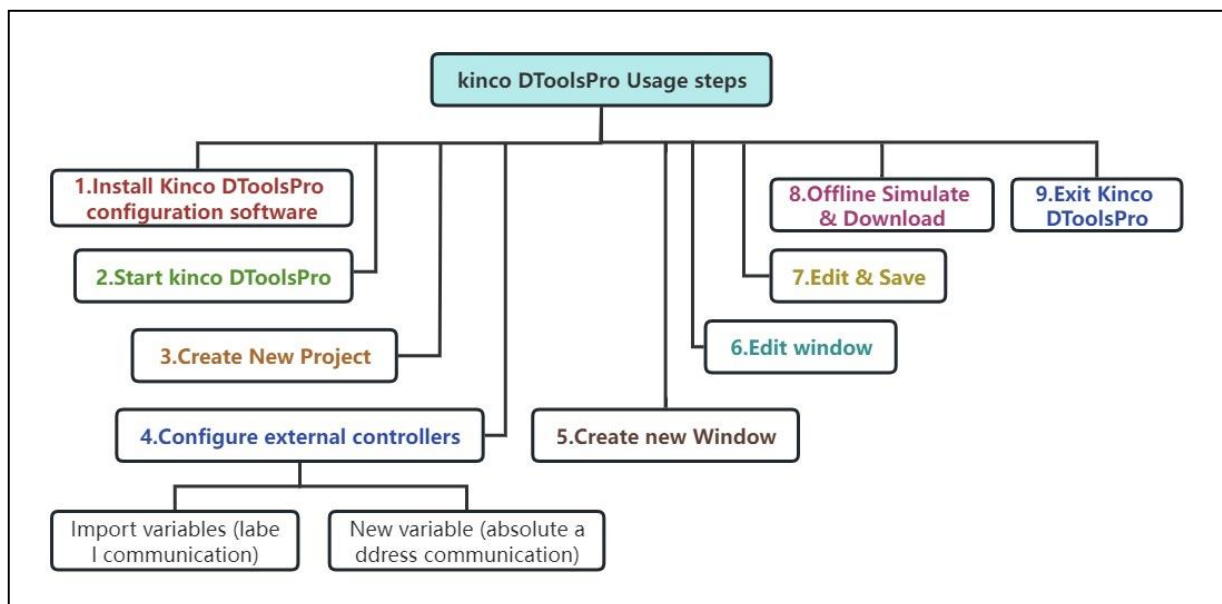 kinco DToolsPro Usage steps
1.Install Kinco DToolsPro
configuration software
2.Start kinco DToolsPro
3.Create New Project
4.Configure external controllers
Import variables (labe
l communication)
New variable (absolute a
ddress communication)
5.Create new Window
6.Edit window
7.Edit & Save
8.Offline Simulate
& Download
9.Exit Kinco
DToolsPro